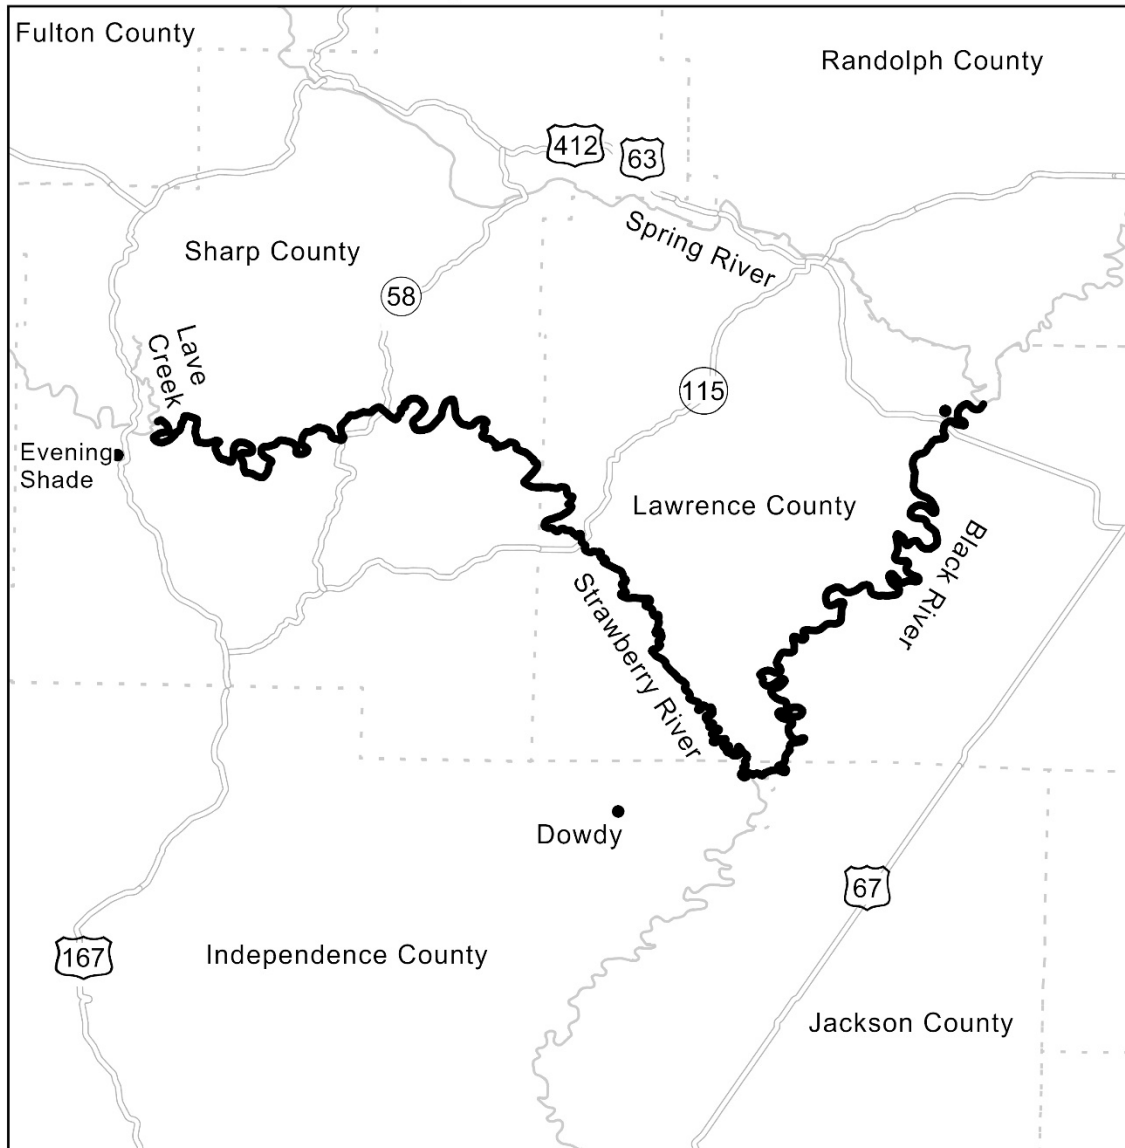 Fulton County
Randolph County
412
63
Spring River
Sharp County
58
Lave
Creek
115
Evening
Shade
Lawrence County
Black River
Strawberry River
Dowdy
67
167
Independence County
Jackson County